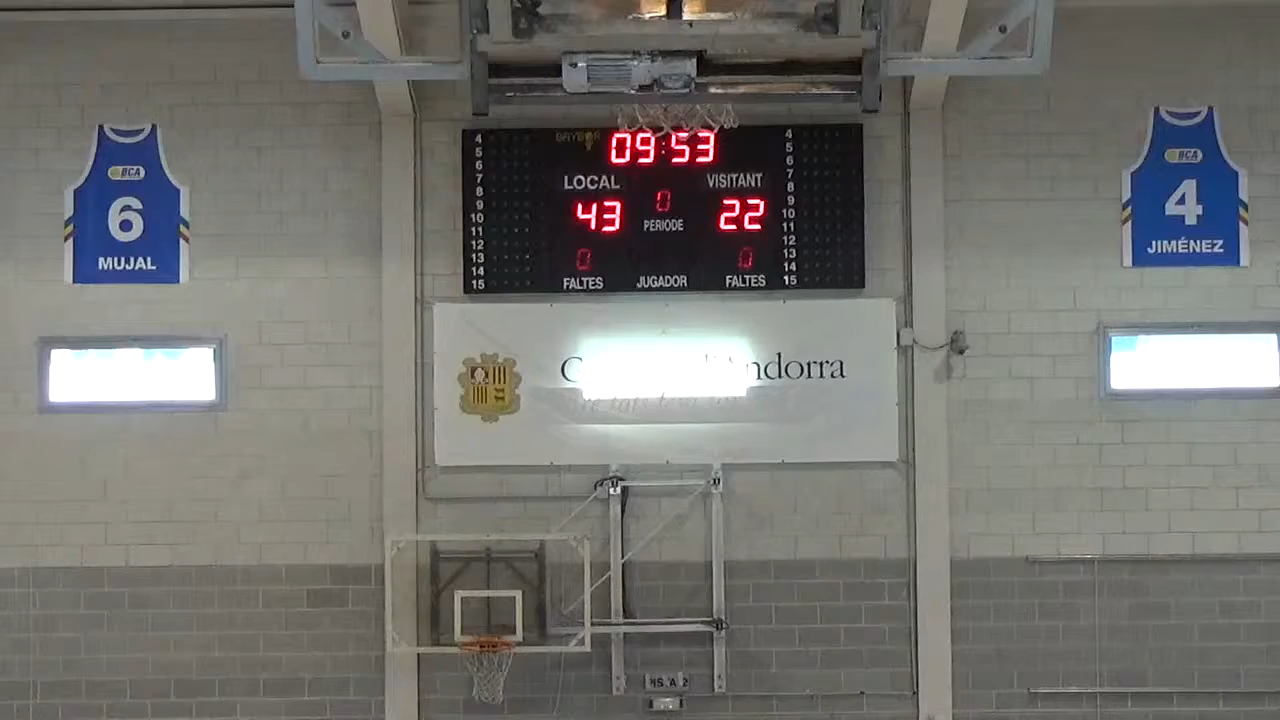 4 4
5 09:53 5
6 6
7 LOCAL VISITANT 7
8 0 8
9 43 22 9
10 PERIODE 10
11 11
12 12
13 0 0 13
14 14
15 FALTES JUGADOR FALTES 15
BCA
6
MUJAL
BCA
4
JIMÉNEZ
d'Andorra